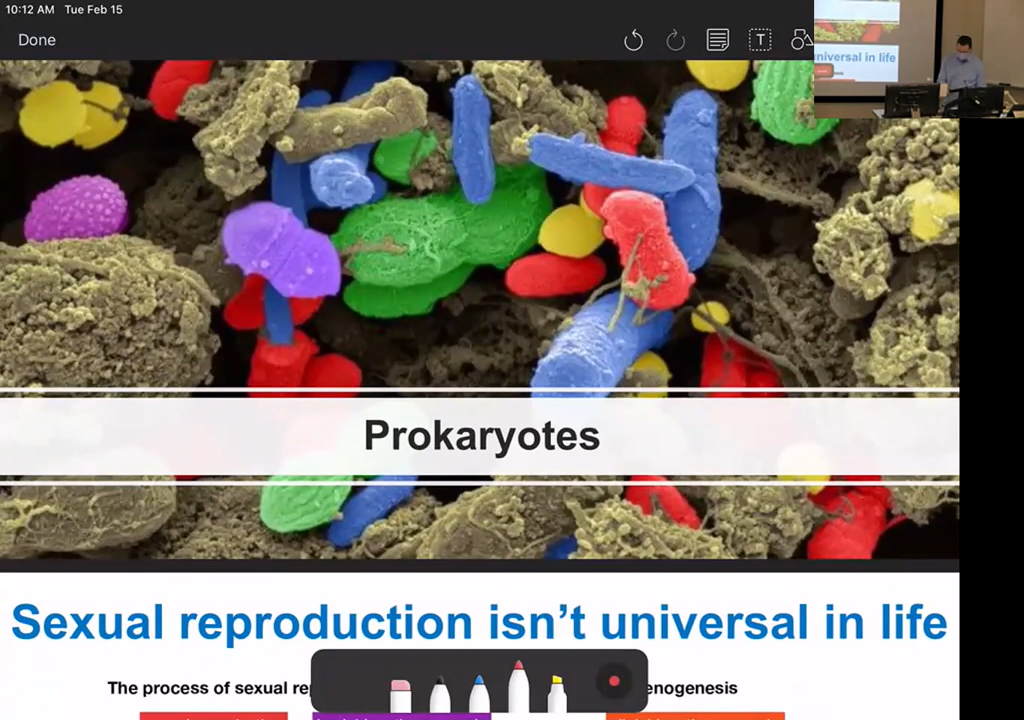 10:12 AM Tue Feb 15
Done
T
universal in life
Prokaryotes
Sexual reproduction isn't universal in life
The process of sexual rep
enogenesis